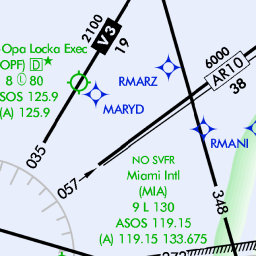 2100
V3
19
Opa Locka Exec
OPF) D★
8 Ⓛ 80
SOS 125.9
(A) 125.9
RMARZ
MARYD
6000
AR10
38
RMANI
035
057
NO SVFR
Miami Intl
(MIA)
9 L 130
ASOS 119.15
(A) 119.15 133.675
348